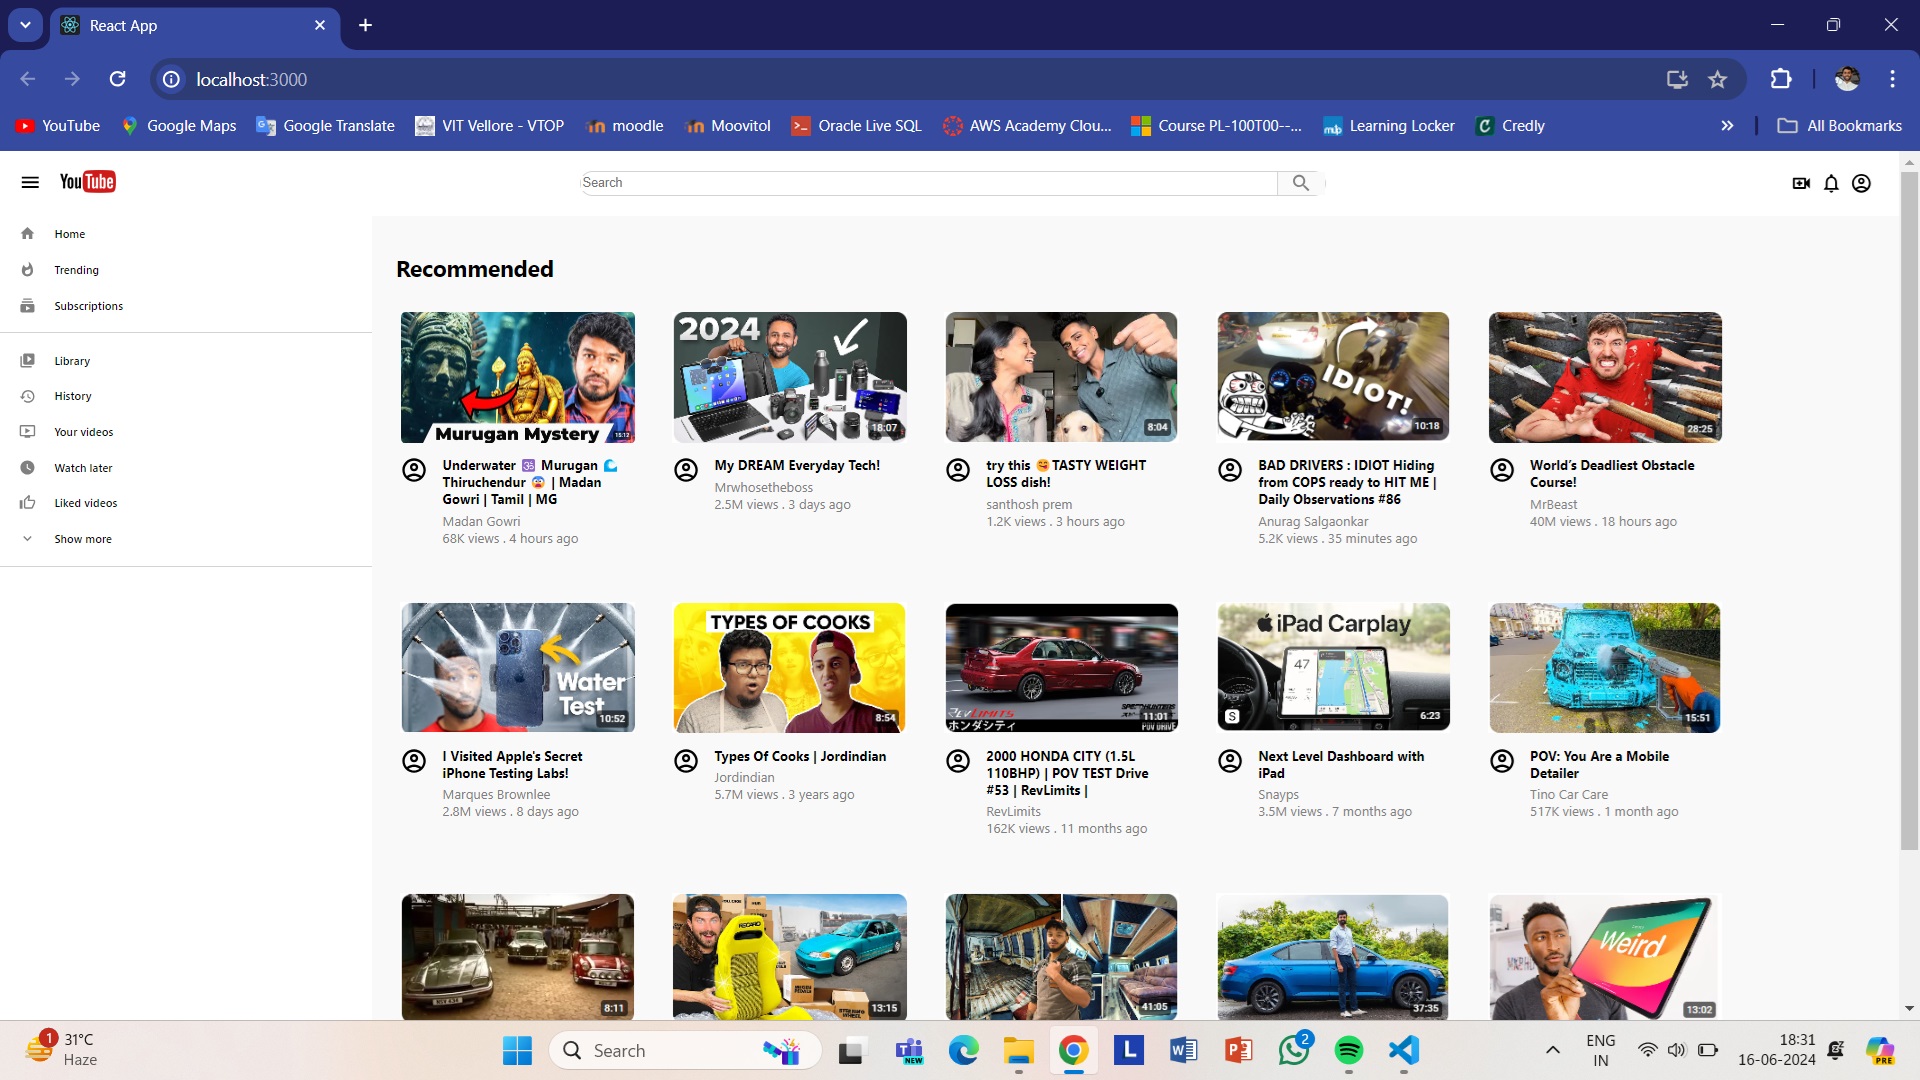 React App
localhost:3000
YouTube
Google Maps
Google Translate
VIT Vellore - VTOP
moodle
Moovitol
Oracle Live SQL
AWS Academy Clou...
Course PL-100T00--...
Learning Locker
Credly
All Bookmarks
YouTube
Search
Home
Trending
Subscriptions
Library
History
Your videos
Watch later
Liked videos
Show more
Recommended
Murugan Mystery
15:12
2024
18:07
8:04
IDIOT!
10:18
28:25
Underwater 🕉 Murugan 🌊
Thiruchendur 😨 | Madan
Gowri | Tamil | MG
Madan Gowri
68K views . 4 hours ago
My DREAM Everyday Tech!
Mrwhosetheboss
2.5M views . 3 days ago
try this 😋TASTY WEIGHT
LOSS dish!
santhosh prem
1.2K views . 3 hours ago
BAD DRIVERS : IDIOT Hiding
from COPS ready to HIT ME |
Daily Observations #86
Anurag Salgaonkar
5.2K views . 35 minutes ago
World’s Deadliest Obstacle
Course!
MrBeast
40M views . 18 hours ago
Water
Test
10:52
TYPES OF COOKS
8:54
REVLIMITS
ホンダシティ
SPEEDHUNTERS
11:01
POV DRIVE
iPad Carplay
47
S
6:23
15:51
I Visited Apple's Secret
iPhone Testing Labs!
Marques Brownlee
2.8M views . 8 days ago
Types Of Cooks | Jordindian
Jordindian
5.7M views . 3 years ago
2000 HONDA CITY (1.5L
110BHP) | POV TEST Drive
#53 | RevLimits |
RevLimits
162K views . 11 months ago
Next Level Dashboard with
iPad
Snayps
3.5M views . 7 months ago
POV: You Are a Mobile
Detailer
Tino Car Care
517K views . 1 month ago
8:11
RECARO
13:15
41:05
37:35
Weird
13:02
1
31°C
Haze
Search
NEW
L
2
ENG
IN
18:31
16-06-2024
PRE